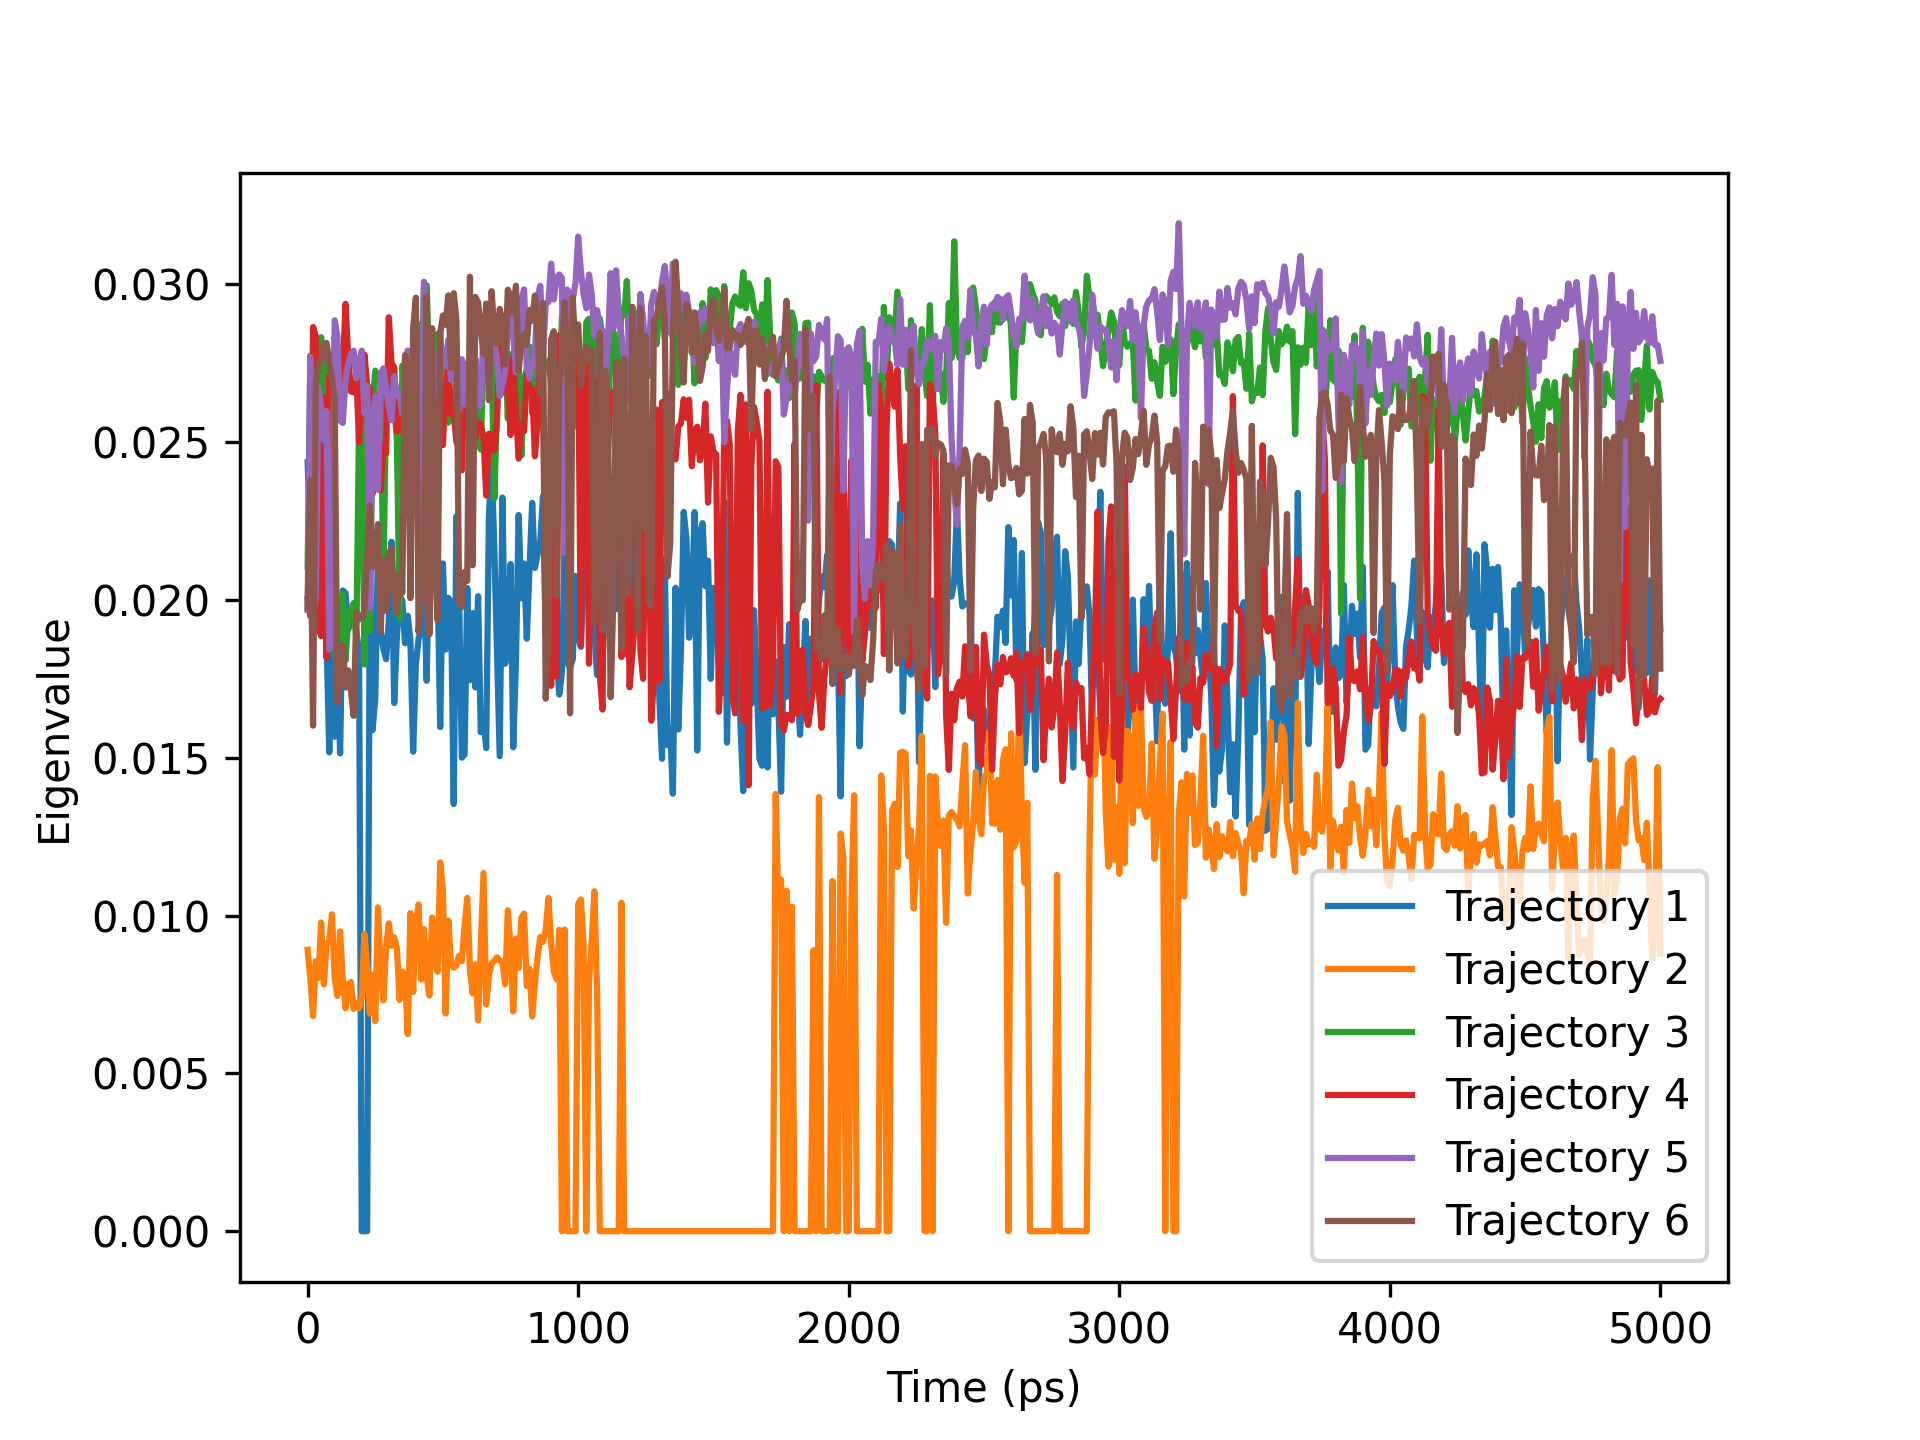 0.030
0.025
0.020
0.015
0.010
0.005
0.000
Eigenvalue
0 1000 2000 3000 4000 5000
Time (ps)
Trajectory 1
Trajectory 2
Trajectory 3
Trajectory 4
Trajectory 5
Trajectory 6